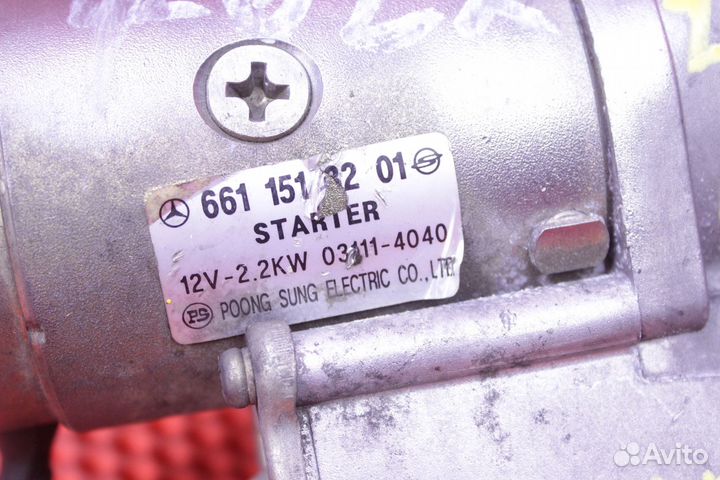 661 151 32 01
STARTER
12V-2.2KW 03111-4040
PS POONG SUNG ELECTRIC CO., LTD
Avito